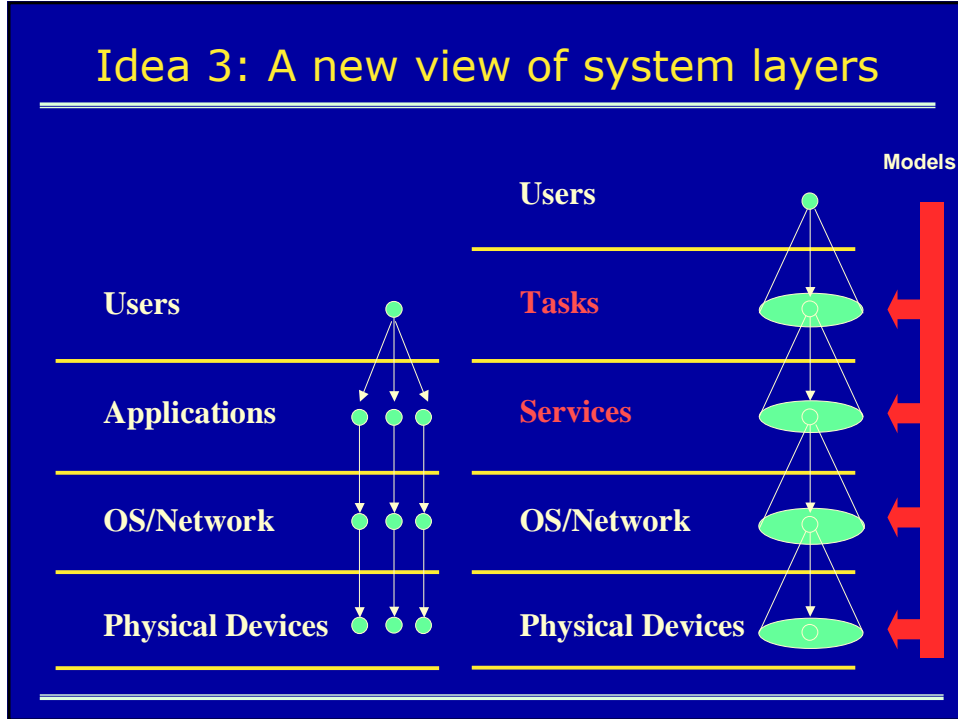 Idea 3: A new view of system layers
Models
Users
Users
Tasks
Applications
Services
OS/Network
OS/Network
Physical Devices
Physical Devices